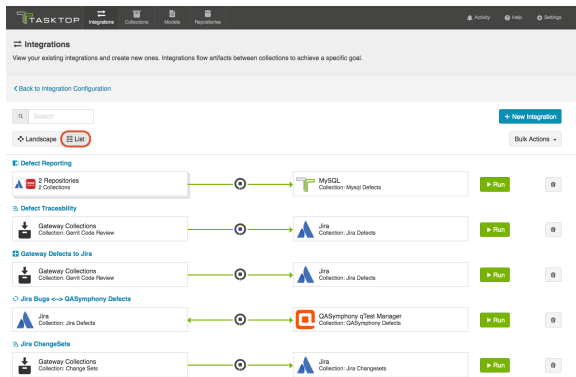 TASKTOP
Integrations
Collections
Models
Repositories
Activity
Help
Settings
Integrations
View your existing integrations and create new ones. Integrations flow artifacts between collections to achieve a specific goal.
Back to Integration Configuration
Search
+ New Integration
Landscape
List
Bulk Actions
Defect Reporting
2 Repositories
2 Collections
MySQL
Collection: Mysql Defects
Run
Defect Traceability
Gateway Collections
Collection: Gerrit Code Review
Jira
Collection: Jira Defects
Run
Gateway Defects to Jira
Gateway Collections
Collection: Gerrit Code Review
Jira
Collection: Jira Defects
Run
Jira Bugs <--> QASymphony Defects
Jira
Collection: Jira Defects
QASymphony qTest Manager
Collection: QASymphony Defects
Run
Jira ChangeSets
Gateway Collections
Collection: Change Sets
Jira
Collection: Jira Changesets
Run